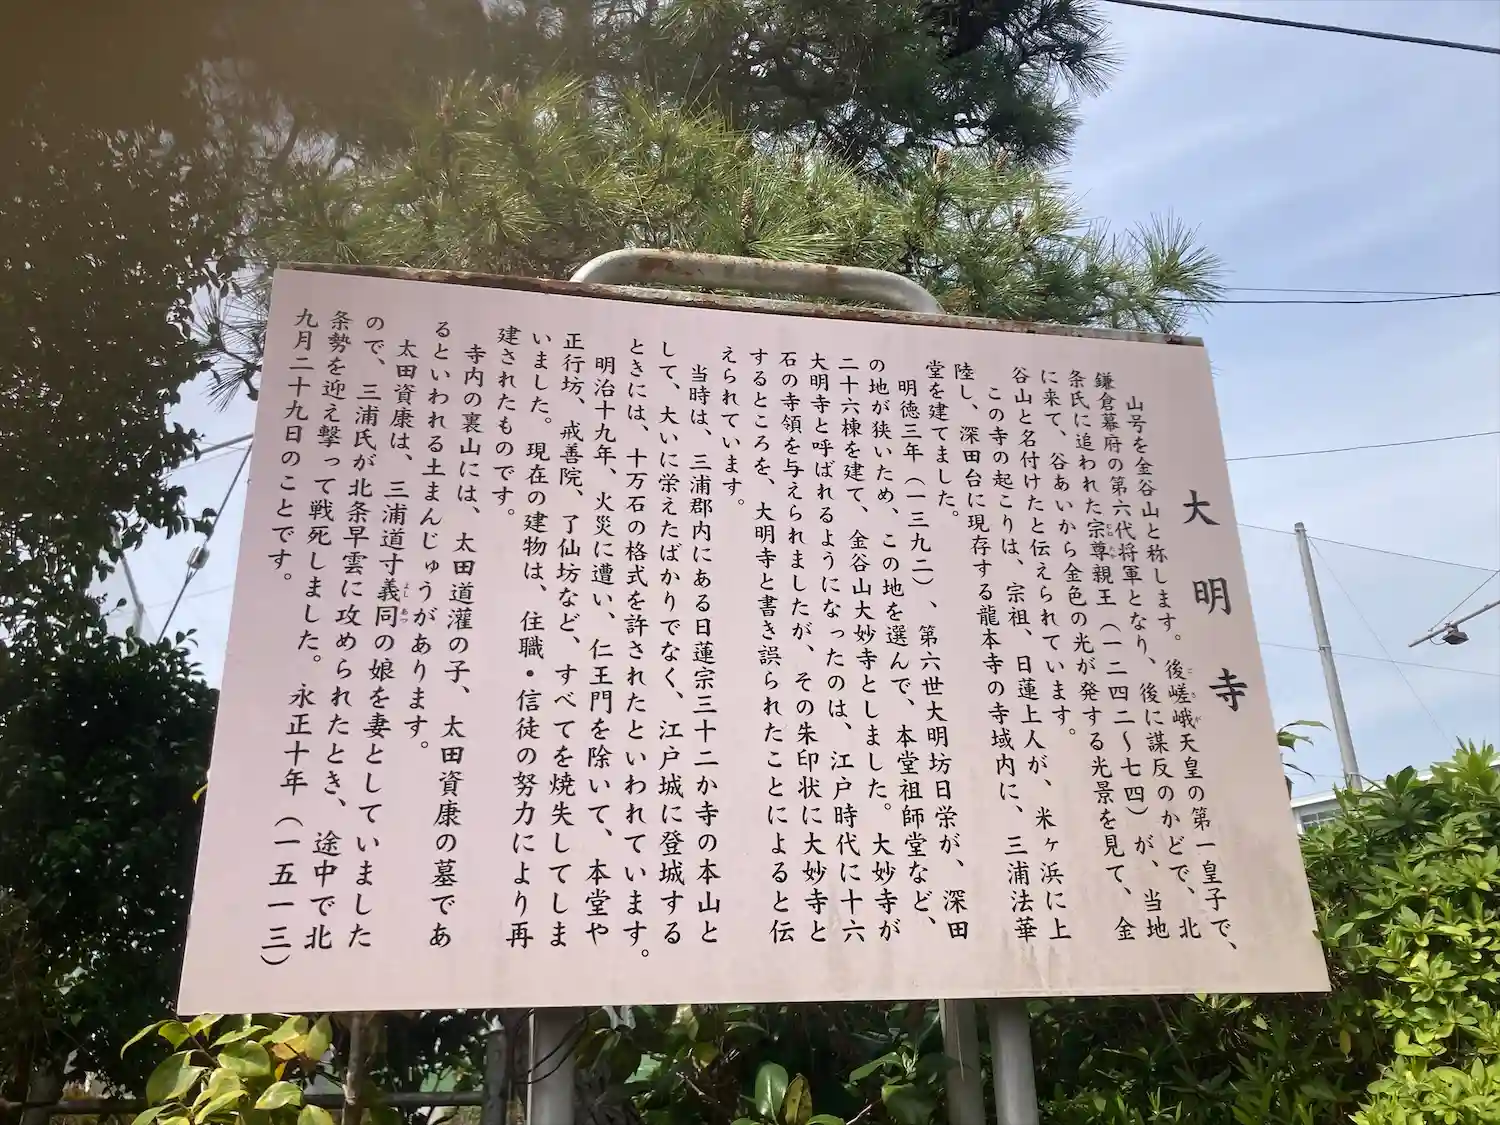 大明寺
山号を金谷山と称します。後嵯峨天皇の第一皇子で、
鎌倉幕府の第六代将軍となり、後に謀反のかどで、北
条氏に追われた宗尊親王（一二四二～七四）が、当地
に来て、谷あいから金色の光が発する光景を見て、金
谷山と名付けたと伝えられています。
この寺の起こりは、宗祖、日蓮上人が、米ヶ浜に上
陸し、深田台に現存する龍本寺の寺域内に、三浦法華
堂を建てました。
明徳三年（一三九二）、第六世大明坊日栄が、深田
の地が狭いため、この地を選んで、本堂祖師堂など、
二十六棟を建て、金谷山大妙寺としました。大妙寺が
大明寺と呼ばれるようになったのは、江戸時代に十六
石の寺領を与えられましたが、その朱印状に大妙寺と
するところを、大明寺と書き誤られたことによると伝
えられています。
当時は、三浦郡内にある日蓮宗三十二か寺の本山と
して、大いに栄えたばかりでなく、江戸城に登城する
ときには、十万石の格式を許されたといわれています。
明治十九年、火災に遭い、仁王門を除いて、本堂や
正行坊、戒善院、了仙坊など、すべてを焼失してしま
いました。現在の建物は、住職・信徒の努力により再
建されたものです。
寺内の裏山には、太田道灌の子、太田資康の墓であ
るといわれる土まんじゅうがあります。
太田資康は、三浦道寸義同の娘を妻としていました
ので、三浦氏が北条早雲に攻められたとき、途中で北
条勢を迎え撃って戦死しました。永正十年（一五一三）
九月二十九日のことです。